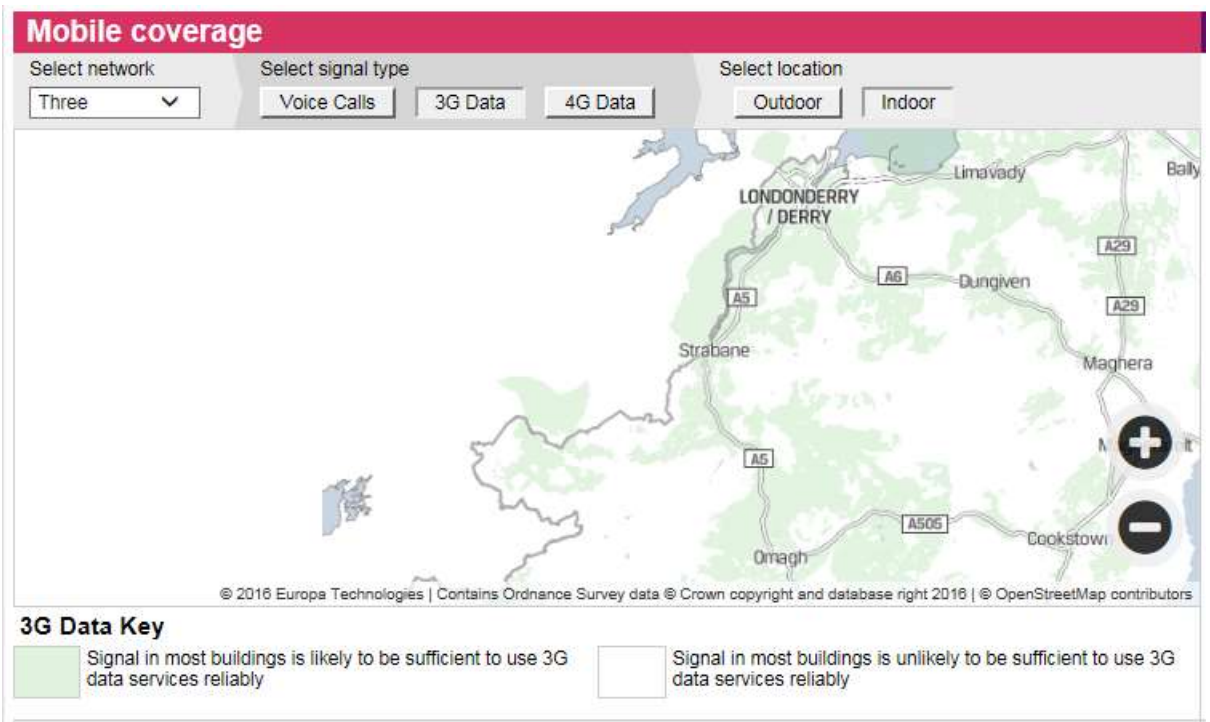 Mobile coverage
Select network
Select signal type
Select location
Three
Voice Calls
3G Data
4G Data
Outdoor
Indoor
Limavady
Bally
LONDONDERRY
/ DERRY
A29
A6
Dungiven
A5
A29
Strabane
Maghera
A5
A505
Cookstow
Omagh
© 2016 Europa Technologies | Contains Ordnance Survey data © Crown copyright and database right 2016 | © OpenStreetMap contributors
3G Data Key
Signal in most buildings is likely to be sufficient to use 3G
data services reliably
Signal in most buildings is unlikely to be sufficient to use 3G
data services reliably